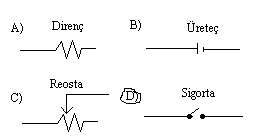 A) Direnç
B) Üreteç
C) Reosta
D) Sigorta